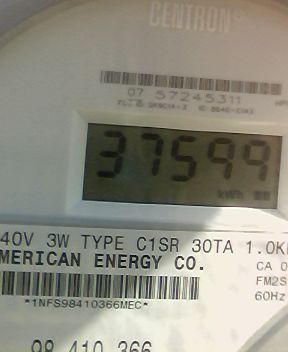 CENTRON®
07 57245311
37599
kWh
40V 3W TYPE C1SR 30TA 1.0K
MERICAN ENERGY CO.
CA 0
FM2S
*1NFS98410366MEC*
60Hz
98 410 366